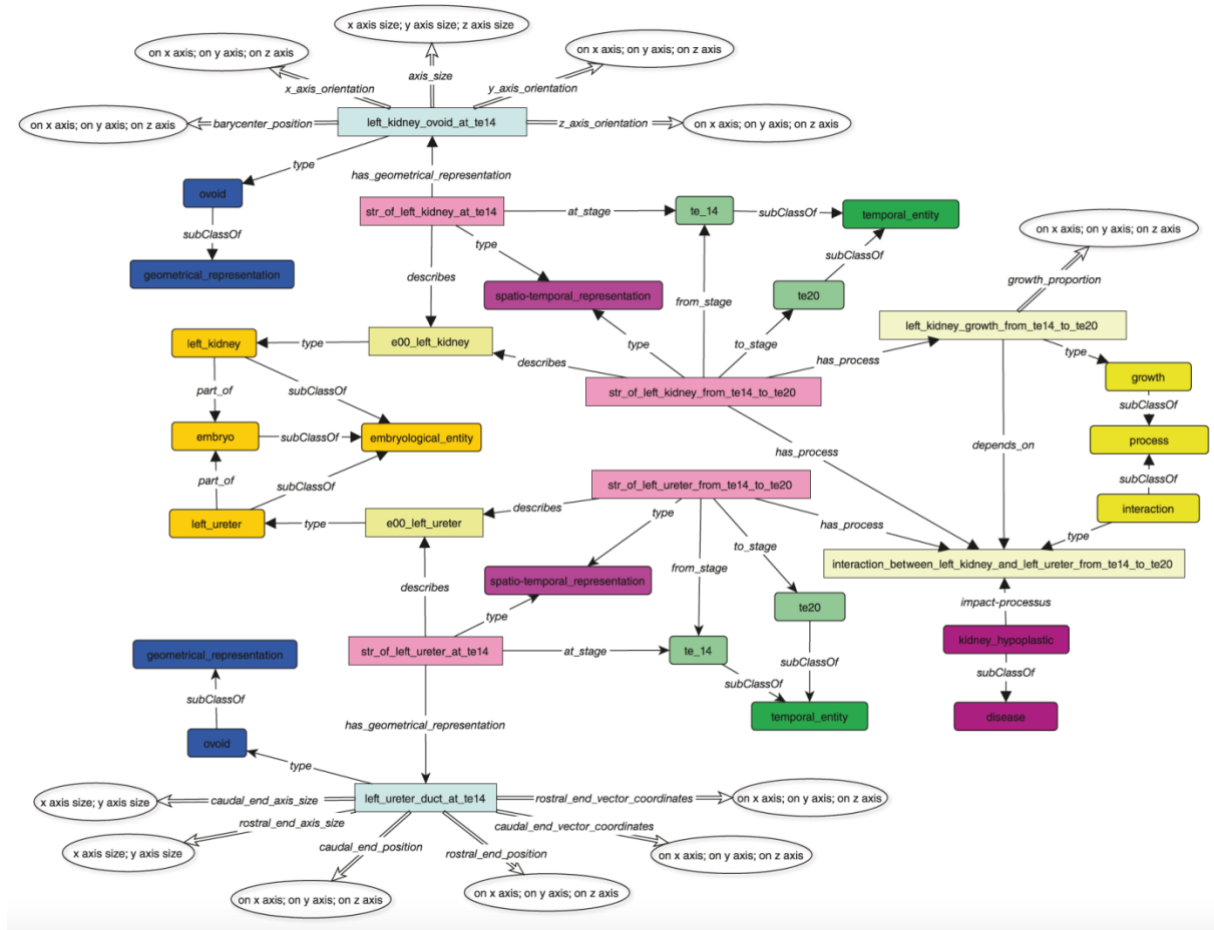 x axis size; y axis size; z axis size
on x axis; on y axis; on z axis
on x axis; on y axis; on z axis
axis_size
x_axis_orientation
y_axis_orientation
on x axis; on y axis; on z axis
barycenter_position
left_kidney_ovoid_at_te14
z_axis_orientation
on x axis; on y axis; on z axis
type
has_geometrical_representation
ovoid
str_of_left_kidney_at_te14
at_stage
te_14
subClassOf
temporal_entity
on x axis; on y axis; on z axis
subClassOf
type
subClassOf
geometrical_representation
describes
spatio-temporal_representation
from_stage
te20
growth_proportion
left_kidney_growth_from_te14_to_te20
left_kidney
type
e00_left_kidney
type
to_stage
has_process
type
describes
growth
part_of
subClassOf
str_of_left_kidney_from_te14_to_te20
subClassOf
embryo
subClassOf
embryological_entity
depends_on
process
has_process
part_of
subClassOf
subClassOf
str_of_left_ureter_from_te14_to_te20
left_ureter
type
e00_left_ureter
describes
type
has_process
interaction
to_stage
type
from_stage
interaction_between_left_kidney_and_left_ureter_from_te14_to_te20
describes
spatio-temporal_representation
te20
impact-processus
type
kidney_hypoplastic
geometrical_representation
str_of_left_ureter_at_te14
at_stage
te_14
subClassOf
subClassOf
subClassOf
subClassOf
has_geometrical_representation
temporal_entity
disease
ovoid
type
x axis size; y axis size
caudal_end_axis_size
left_ureter_duct_at_te14
rostral_end_vector_coordinates
on x axis; on y axis; on z axis
rostral_end_axis_size
caudal_end_vector_coordinates
x axis size; y axis size
caudal_end_position
rostral_end_position
on x axis; on y axis; on z axis
on x axis; on y axis; on z axis
on x axis; on y axis; on z axis